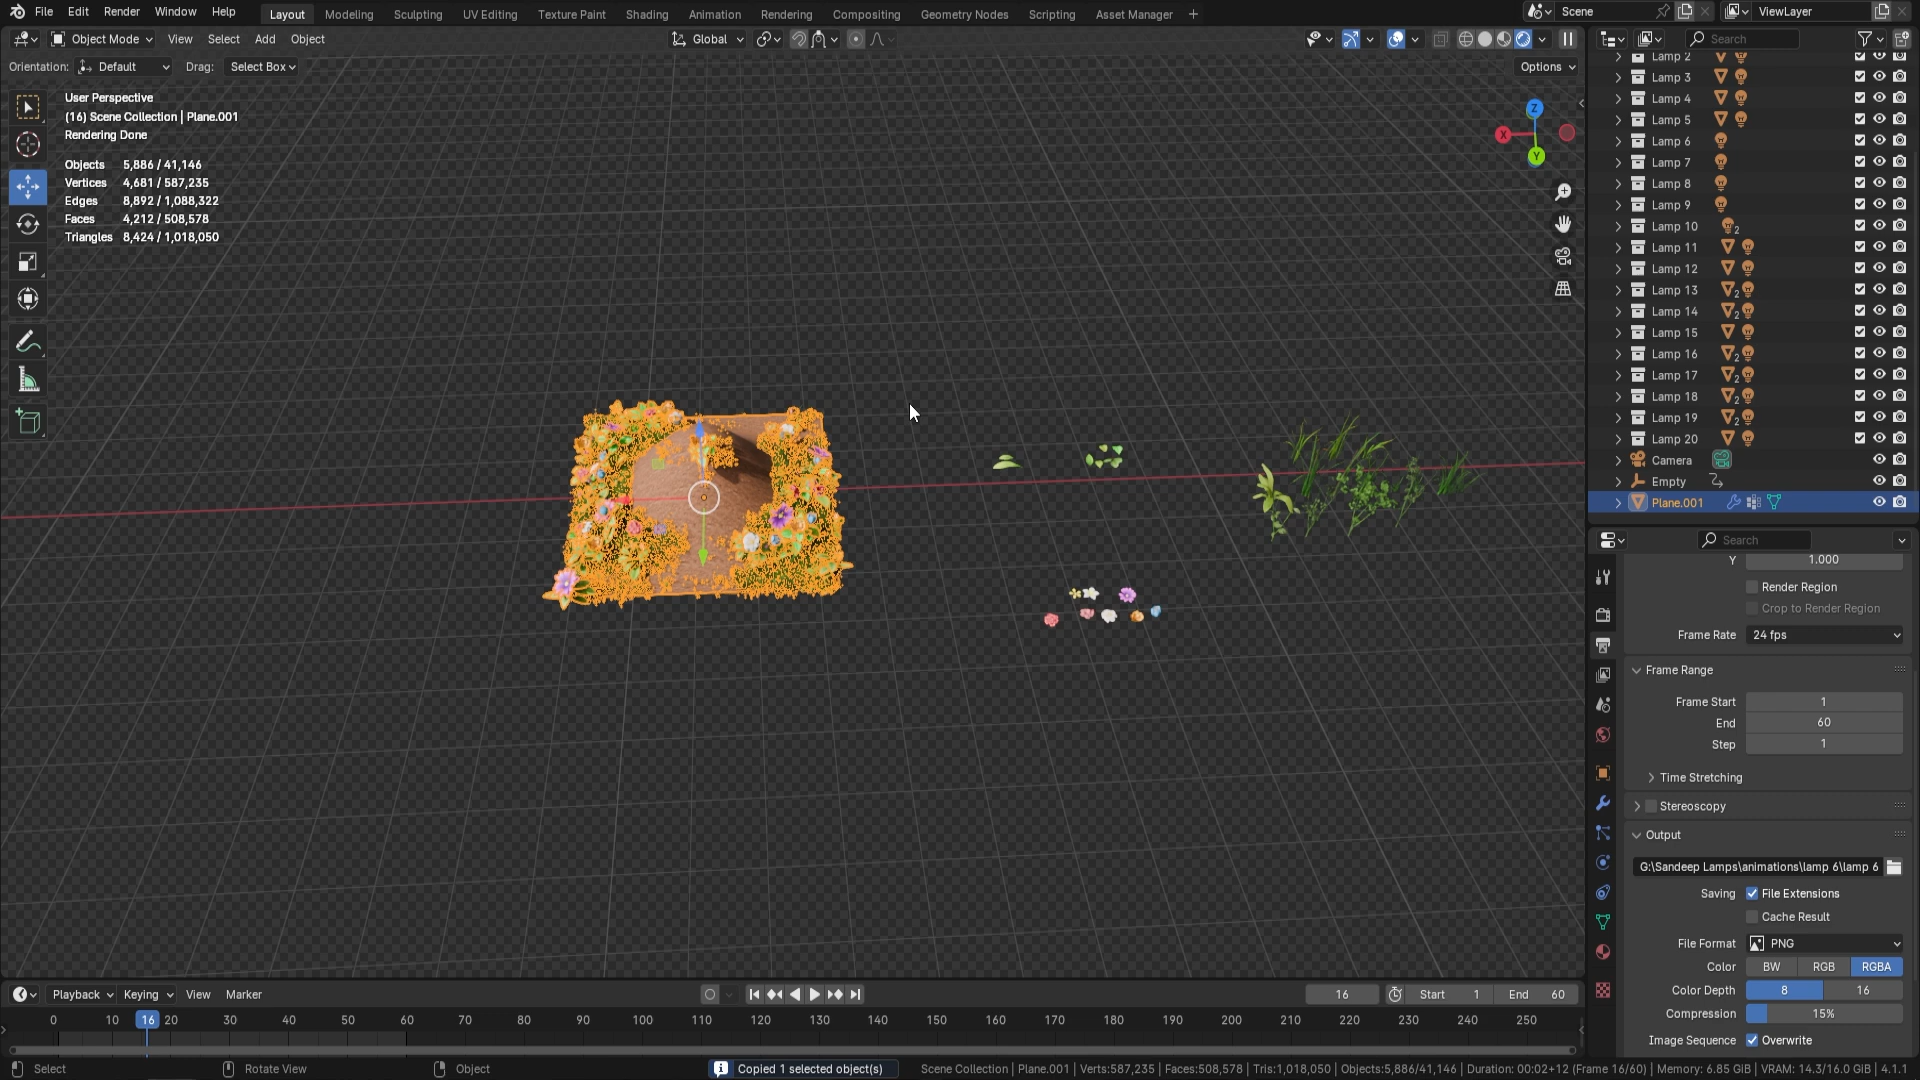 File Edit Render Window Help Layout Modeling Sculpting UV Editing Texture Paint Shading Animation Rendering Compositing Geometry Nodes Scripting Asset Manager + Scene ViewLayer
Object Mode View Select Add Object Global Search
Orientation: Default Drag: Select Box Options
User Perspective
(16) Scene Collection | Plane.001
Rendering Done
Objects 5,886 / 41,146
Vertices 4,681 / 587,235
Edges 8,892 / 1,088,322
Faces 4,212 / 508,578
Triangles 8,424 / 1,018,050
Z
X
Y
Lamp 2
Lamp 3
Lamp 4
Lamp 5
Lamp 6
Lamp 7
Lamp 8
Lamp 9
Lamp 10 2
Lamp 11
Lamp 12
Lamp 13 2
Lamp 14 2
Lamp 15
Lamp 16 2
Lamp 17 2
Lamp 18 2
Lamp 19 2
Lamp 20
Camera
Empty
Plane.001
Search
Y 1.000
Render Region
Crop to Render Region
Frame Rate 24 fps
Frame Range
Frame Start 1
End 60
Step 1
Time Stretching
Stereoscopy
Output
G:\Sandeep Lamps\animations\lamp 6\lamp 6
Saving File Extensions
Cache Result
File Format PNG
Color BW RGB RGBA
Color Depth 8 16
Compression 15%
Image Sequence Overwrite
Playback Keying View Marker 16 Start 1 End 60
0 10 16 20 30 40 50 60 70 80 90 100 110 120 130 140 150 160 170 180 190 200 210 220 230 240 250
Select Rotate View Object Copied 1 selected object(s) Scene Collection | Plane.001 | Verts:587,235 | Faces:508,578 | Tris:1,018,050 | Objects:5,886/41,146 | Duration: 00:02+12 (Frame 16/60) | Memory: 6.85 GiB | VRAM: 14.3/16.0 GiB | 4.1.1